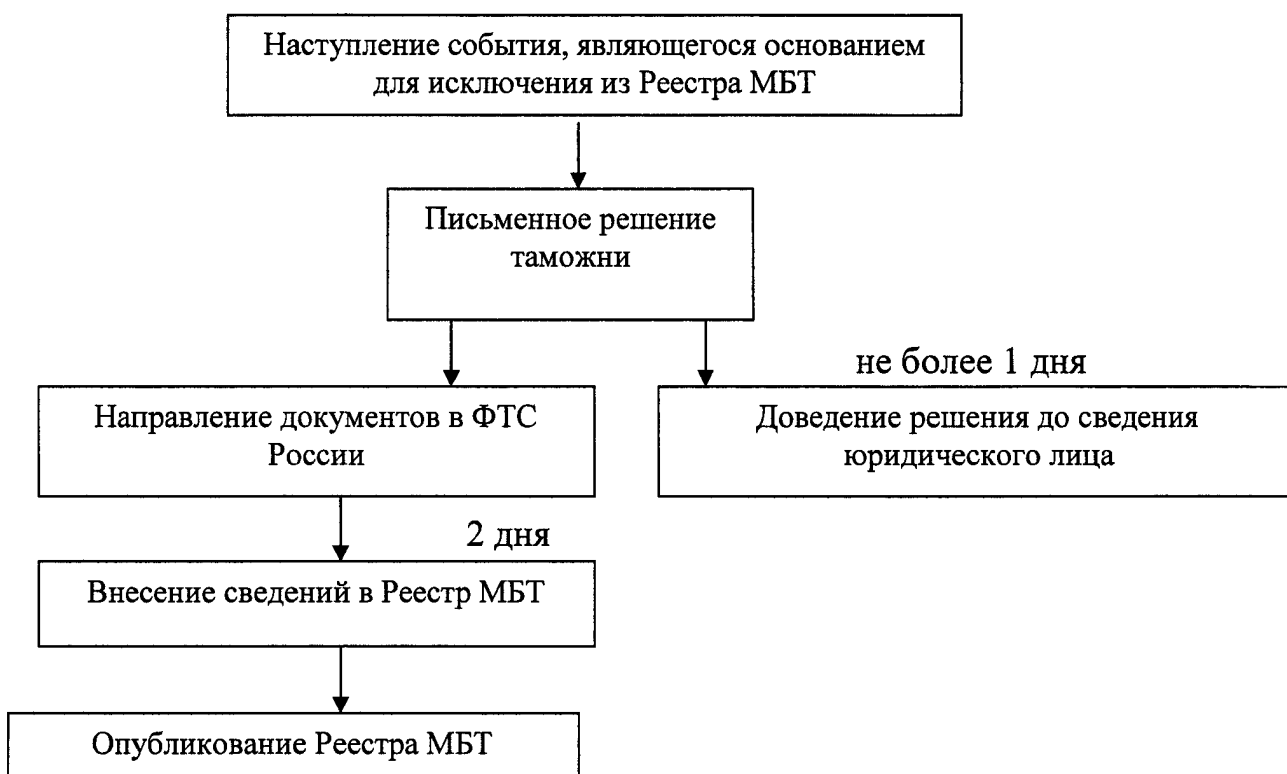 Наступление события, являющегося основанием
для исключения из Реестра МБТ
Письменное решение
таможни
не более 1 дня
Направление документов в ФТС
России
Доведение решения до сведения
юридического лица
2 дня
Внесение сведений в Реестр МБТ
Опубликование Реестра МБТ